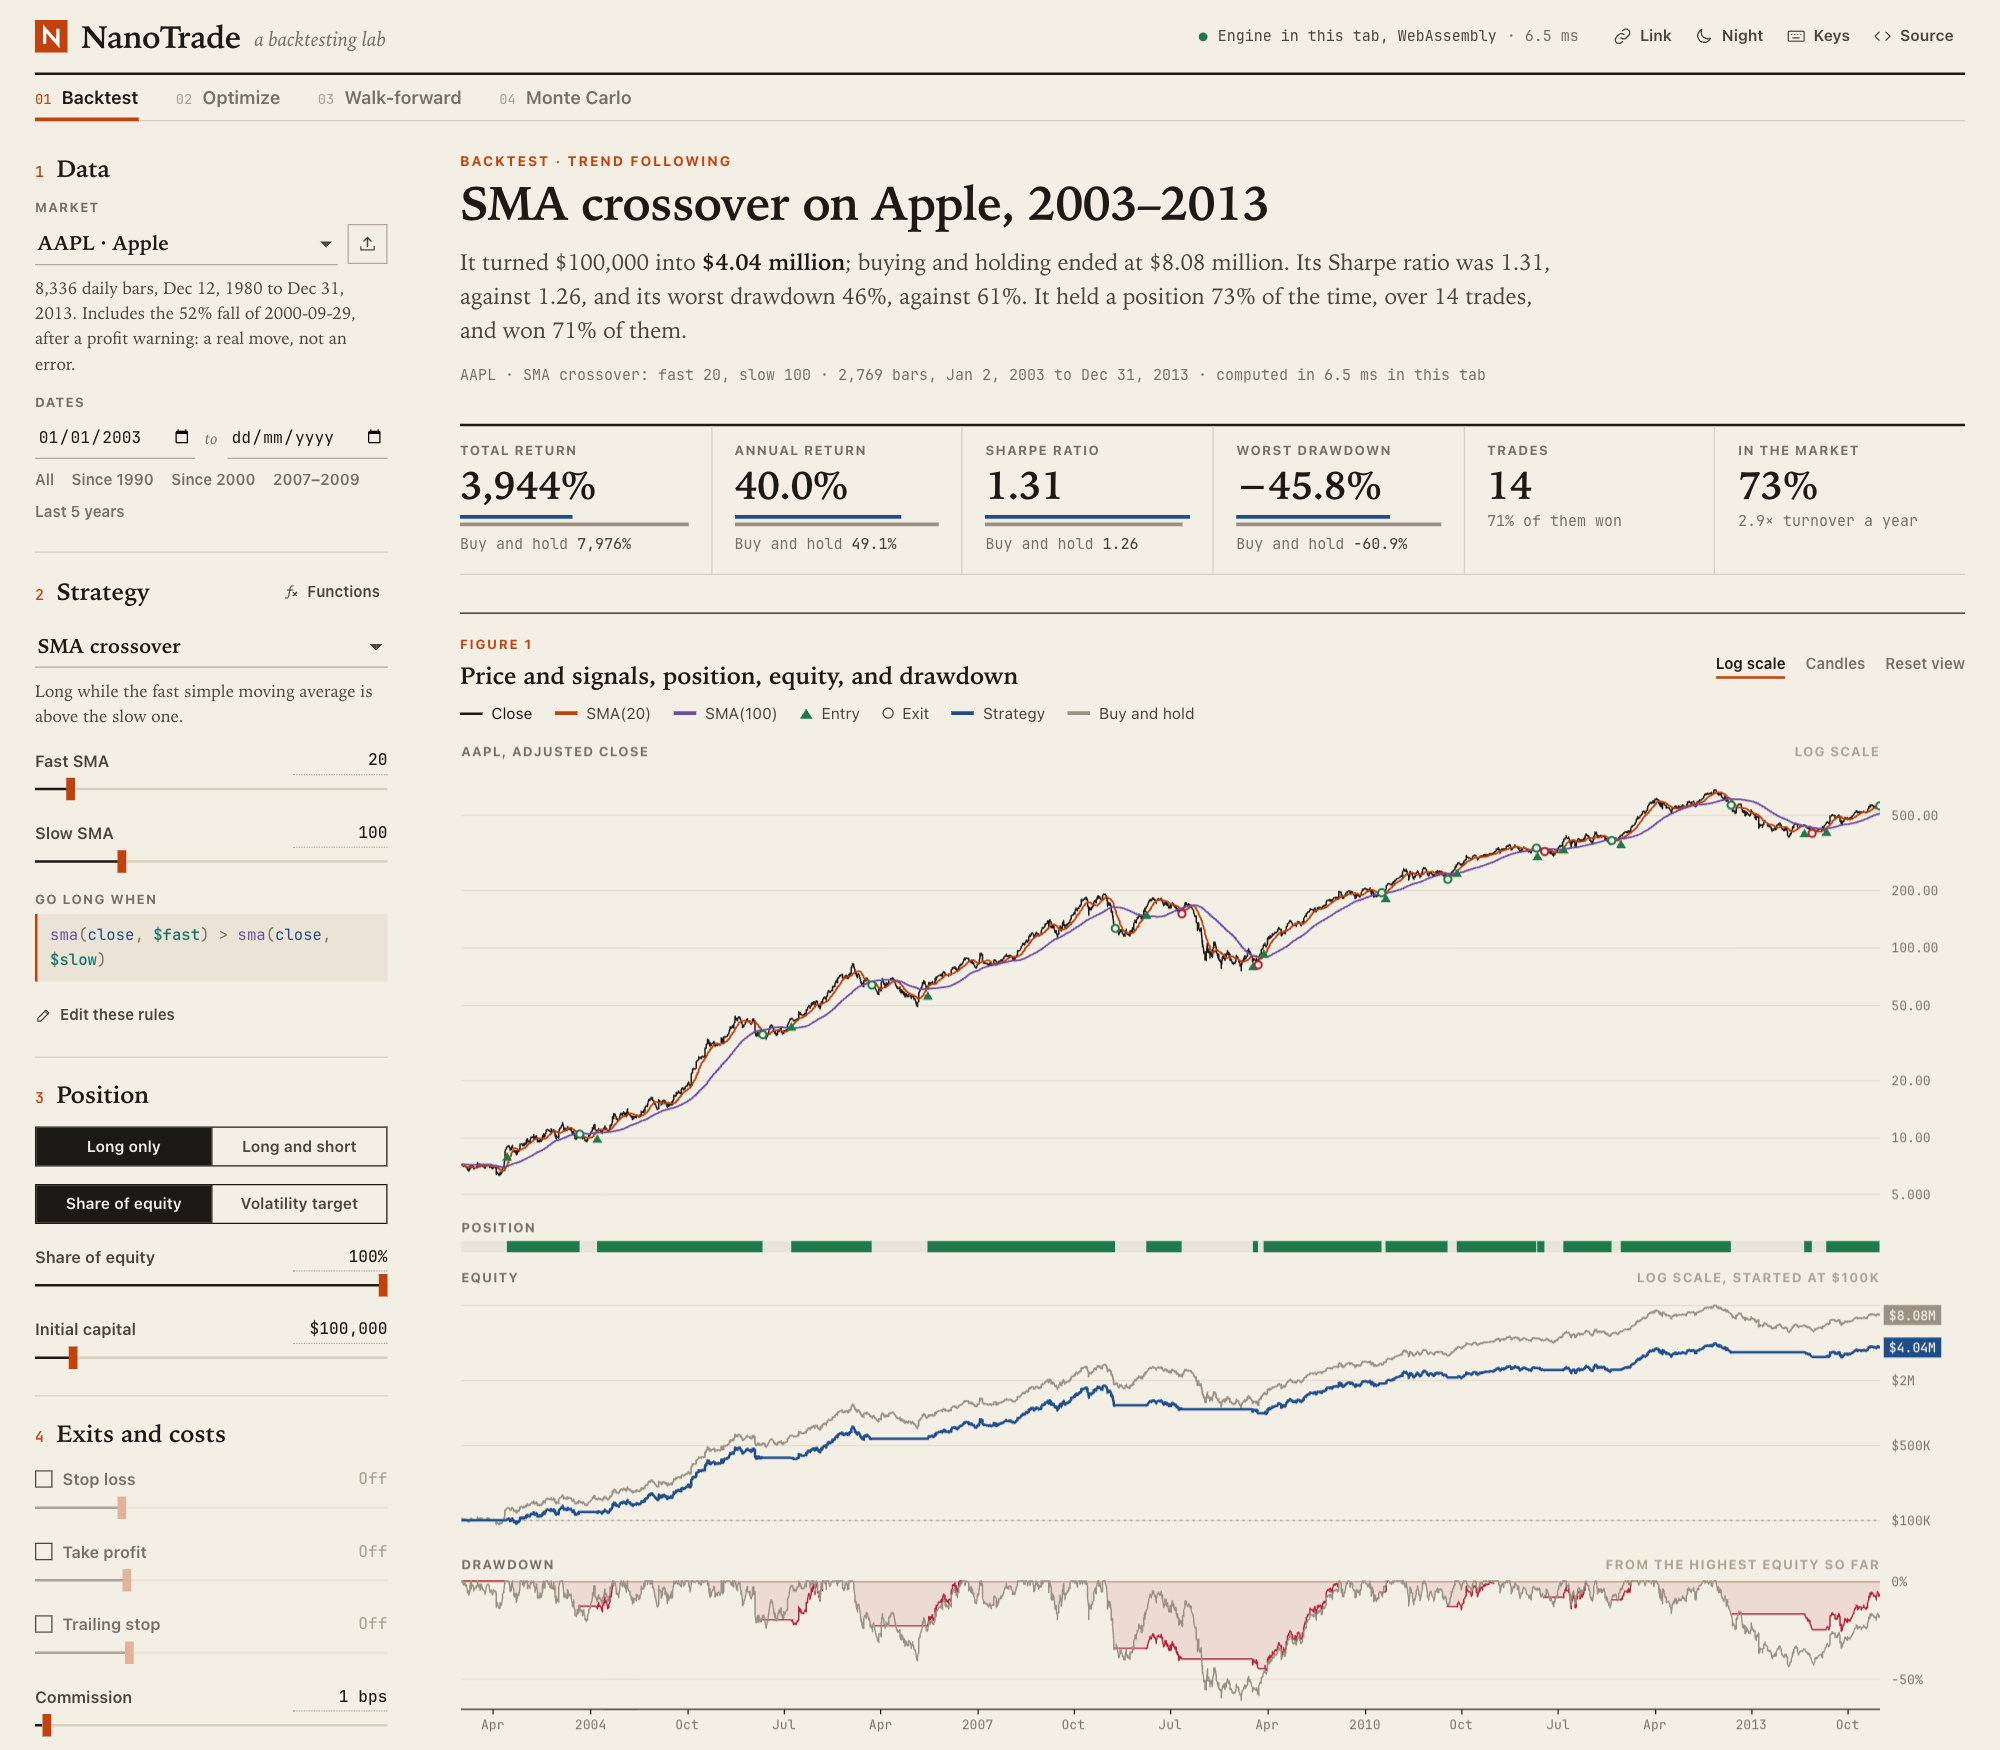 N NanoTrade a backtesting lab
Engine in this tab, WebAssembly · 6.5 ms Link Night Keys Source
01 Backtest 02 Optimize 03 Walk-forward 04 Monte Carlo
1 Data
MARKET
AAPL · Apple
8,336 daily bars, Dec 12, 1980 to Dec 31,
2013. Includes the 52% fall of 2000-09-29,
after a profit warning: a real move, not an
error.
DATES
01/01/2003 to dd/mm/yyyy
All Since 1990 Since 2000 2007–2009
Last 5 years
2 Strategy fx Functions
SMA crossover
Long while the fast simple moving average is
above the slow one.
Fast SMA 20
Slow SMA 100
GO LONG WHEN
sma(close, $fast) > sma(close,
$slow)
Edit these rules
3 Position
Long only Long and short
Share of equity Volatility target
Share of equity 100%
Initial capital $100,000
4 Exits and costs
Stop loss Off
Take profit Off
Trailing stop Off
Commission 1 bps
BACKTEST · TREND FOLLOWING
SMA crossover on Apple, 2003–2013
It turned $100,000 into $4.04 million; buying and holding ended at $8.08 million. Its Sharpe ratio was 1.31,
against 1.26, and its worst drawdown 46%, against 61%. It held a position 73% of the time, over 14 trades,
and won 71% of them.
AAPL · SMA crossover: fast 20, slow 100 · 2,769 bars, Jan 2, 2003 to Dec 31, 2013 · computed in 6.5 ms in this tab
TOTAL RETURN
3,944%
Buy and hold 7,976%
ANNUAL RETURN
40.0%
Buy and hold 49.1%
SHARPE RATIO
1.31
Buy and hold 1.26
WORST DRAWDOWN
−45.8%
Buy and hold -60.9%
TRADES
14
71% of them won
IN THE MARKET
73%
2.9× turnover a year
FIGURE 1
Price and signals, position, equity, and drawdown
Log scale Candles Reset view
Close SMA(20) SMA(100) Entry Exit Strategy Buy and hold
AAPL, ADJUSTED CLOSE LOG SCALE
500.00
200.00
100.00
50.00
20.00
10.00
5.000
POSITION
EQUITY LOG SCALE, STARTED AT $100K
$8.08M
$4.04M
$2M
$500K
$100K
DRAWDOWN FROM THE HIGHEST EQUITY SO FAR
0%
-50%
Apr 2004 Oct Jul Apr 2007 Oct Jul Apr 2010 Oct Jul Apr 2013 Oct